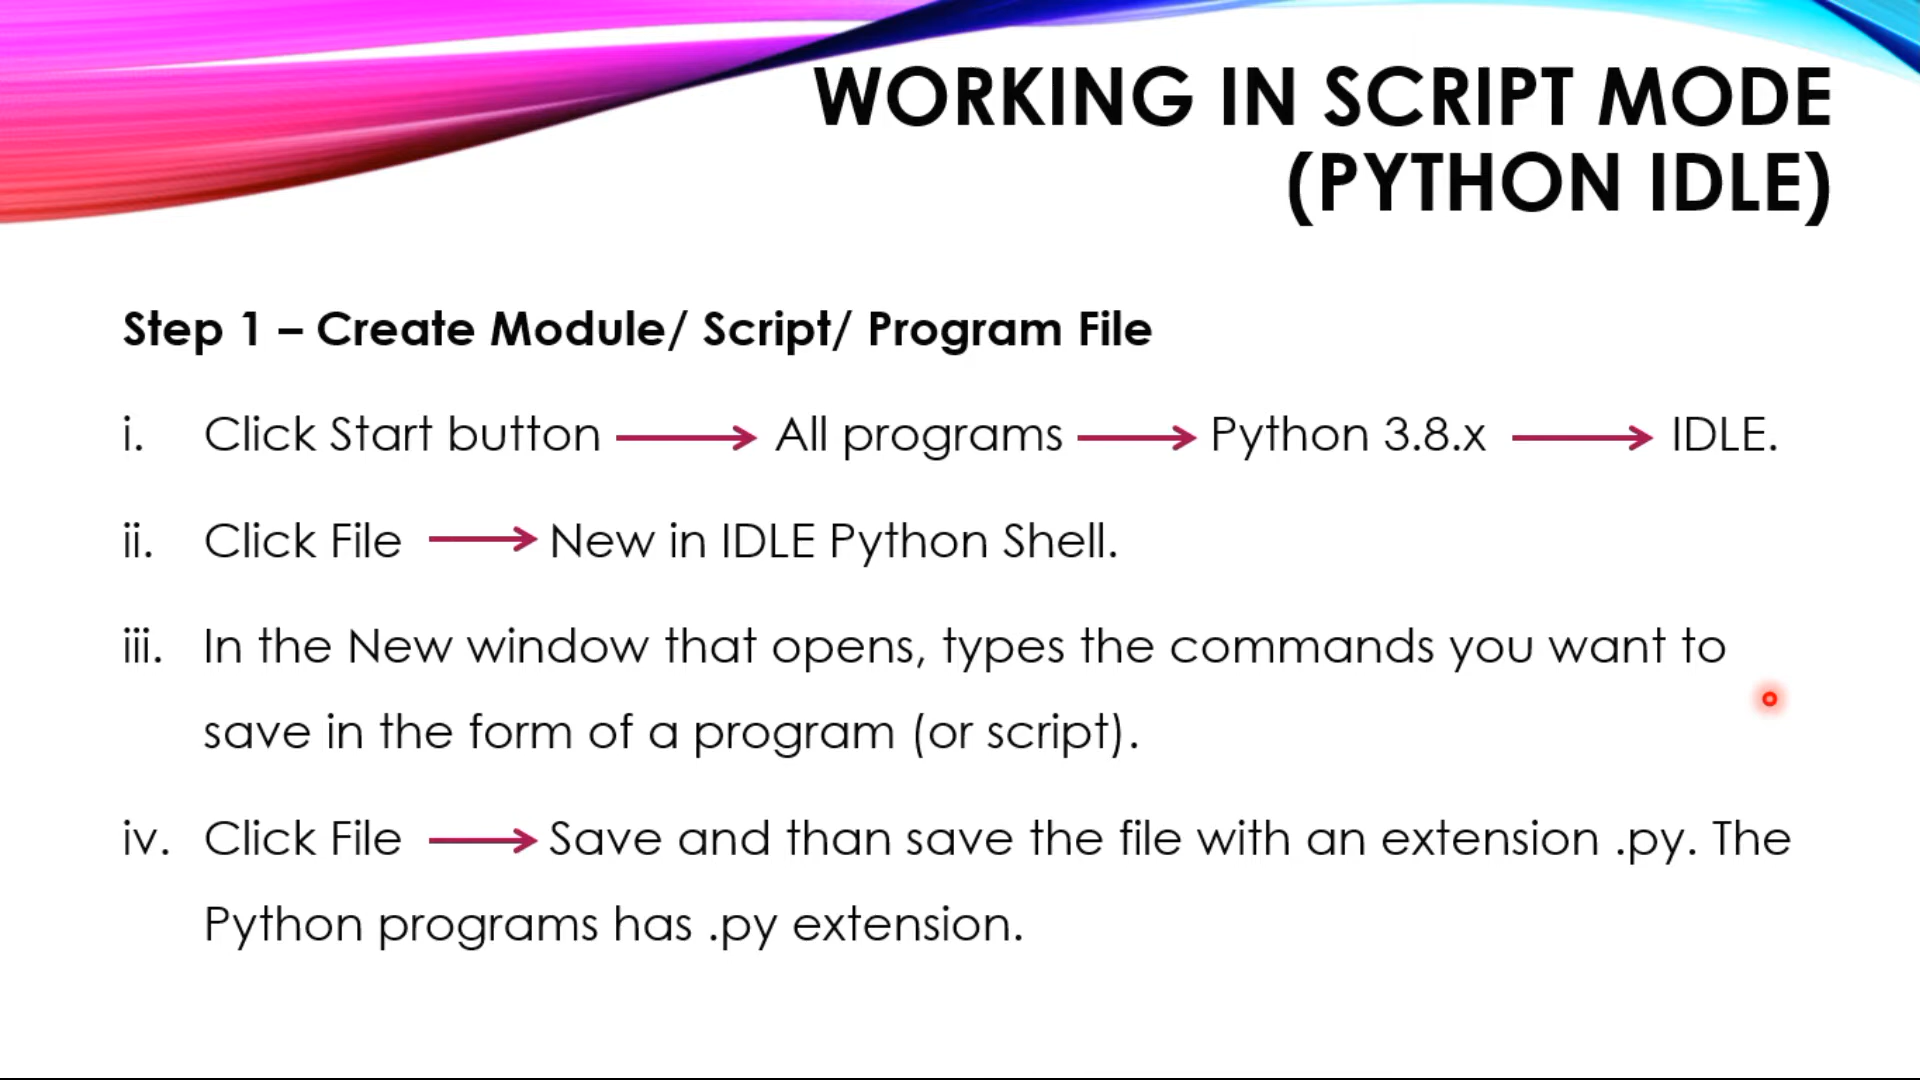 WORKING IN SCRIPT MODE
(PYTHON IDLE)
Step 1 – Create Module/ Script/ Program File
i. Click Start button → All programs → Python 3.8.x → IDLE.
ii. Click File → New in IDLE Python Shell.
iii. In the New window that opens, types the commands you want to
save in the form of a program (or script).
iv. Click File → Save and than save the file with an extension .py. The
Python programs has .py extension.